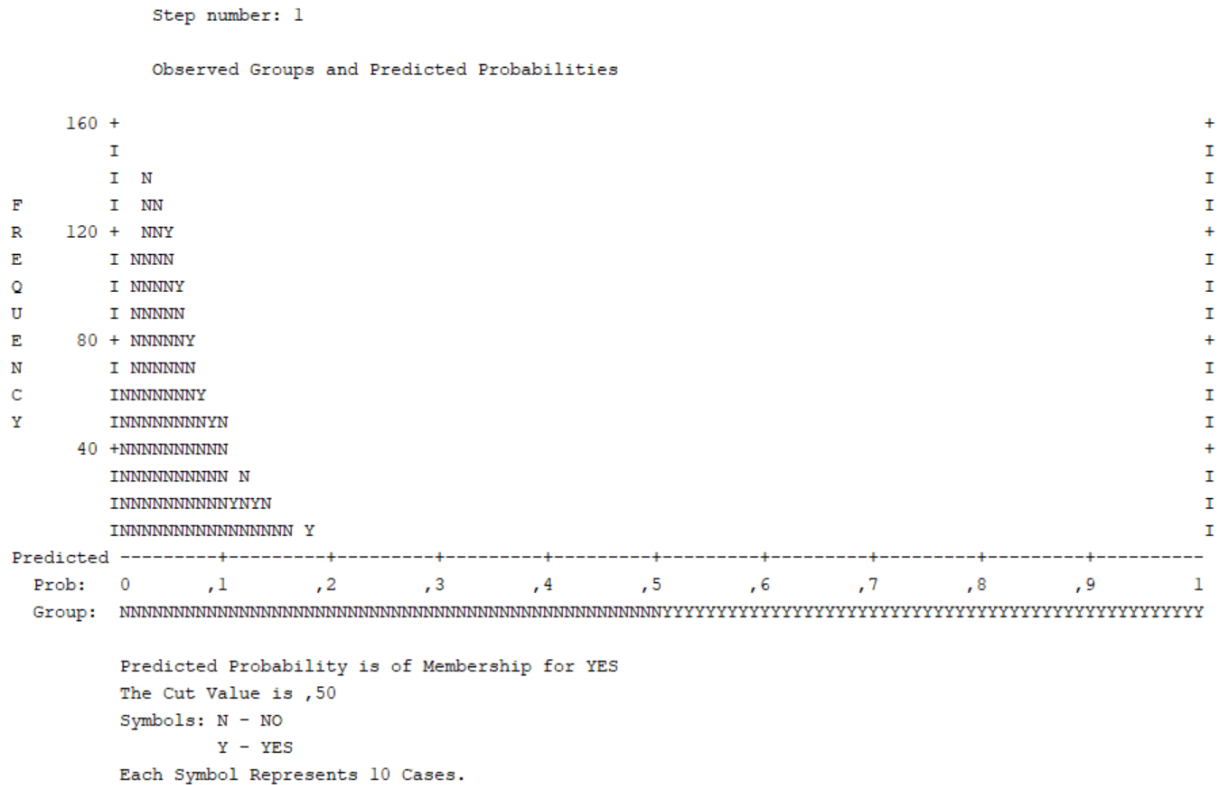 Step number: 1
Observed Groups and Predicted Probabilities
     160 +                                                                                                    +
         I                                                                                                    I
         I  N                                                                                                 I
F        I  NN                                                                                                I
R    120 +  NNY                                                                                               +
E        I NNNN                                                                                               I
Q        I NNNNY                                                                                              I
U        I NNNNN                                                                                              I
E     80 + NNNNNY                                                                                             +
N        I NNNNNN                                                                                             I
C        INNNNNNNY                                                                                            I
Y        INNNNNNNNYN                                                                                          I
      40 +NNNNNNNNNN                                                                                          +
         INNNNNNNNNN N                                                                                        I
         INNNNNNNNNNYNYN                                                                                      I
         INNNNNNNNNNNNNNNN Y                                                                                  I
Predicted ---------+---------+---------+---------+---------+---------+---------+---------+---------+----------
  Prob:   0       ,1        ,2        ,3        ,4        ,5        ,6        ,7        ,8        ,9         1
  Group:  NNNNNNNNNNNNNNNNNNNNNNNNNNNNNNNNNNNNNNNNNNNNNNNNNNYYYYYYYYYYYYYYYYYYYYYYYYYYYYYYYYYYYYYYYYYYYYYYYYYY
Predicted Probability is of Membership for YES
The Cut Value is ,50
Symbols: N - NO
Y - YES
Each Symbol Represents 10 Cases.